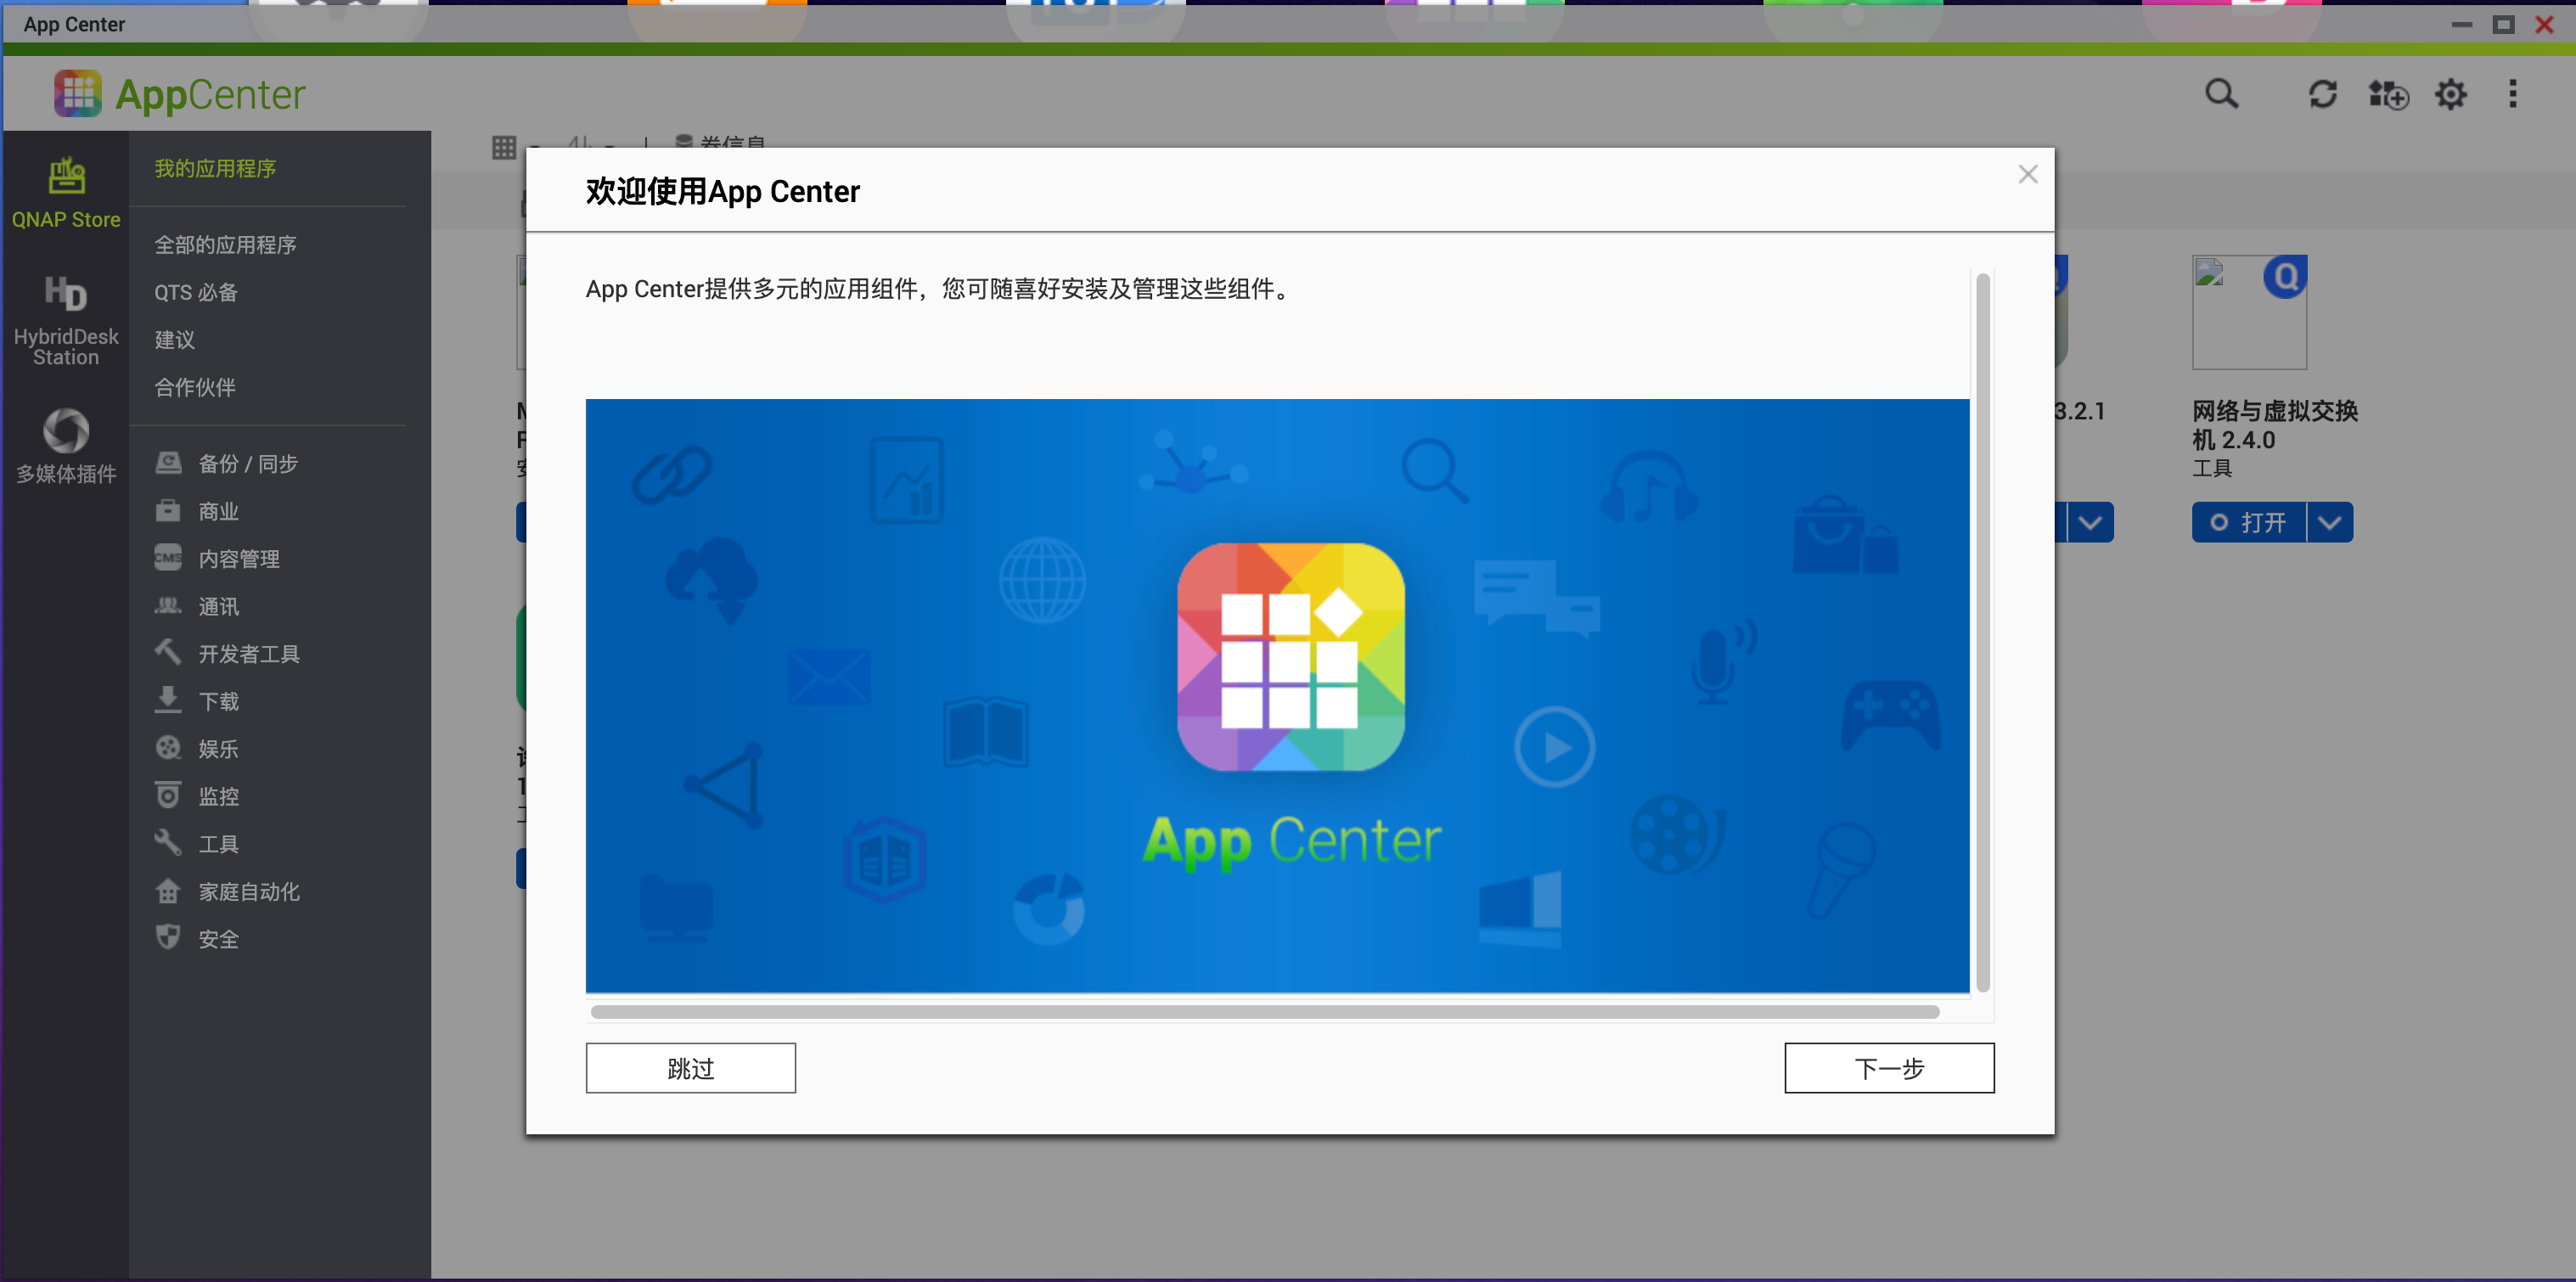 App Center
AppCenter
QNAP Store
HybridDesk
Station
多媒体插件
我的应用程序
全部的应用程序
QTS 必备
建议
合作伙伴
备份 / 同步
商业
CMS
内容管理
通讯
开发者工具
下载
娱乐
监控
工具
家庭自动化
安全
卷信息
欢迎使用App Center
App Center提供多元的应用组件，您可随喜好安装及管理这些组件。
App Center
跳过
下一步
3.2.1
Q
网络与虚拟交换
机 2.4.0
工具
打开